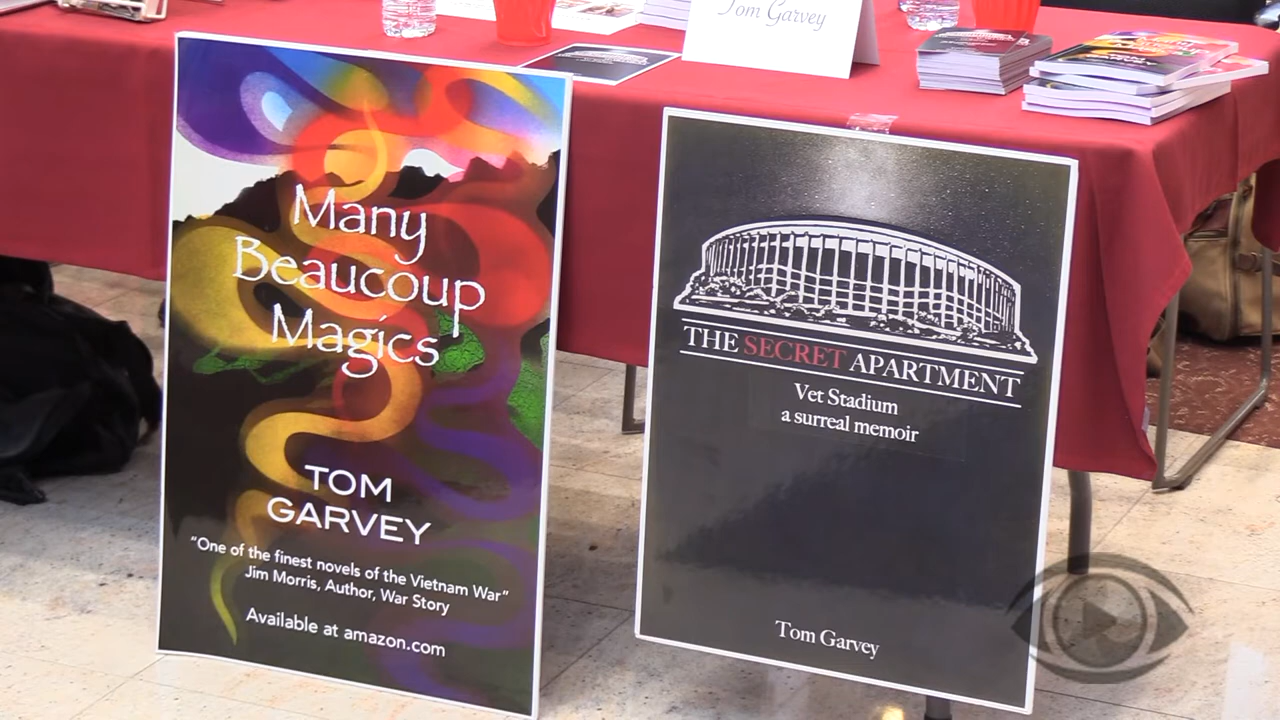 Tom Garvey
Many
Beaucoup
Magics
TOM
GARVEY
"One of the finest novels of the Vietnam War"
Jim Morris, Author, War Story
Available at amazon.com
THE SECRET APARTMENT
Vet Stadium
a surreal memoir
Tom Garvey